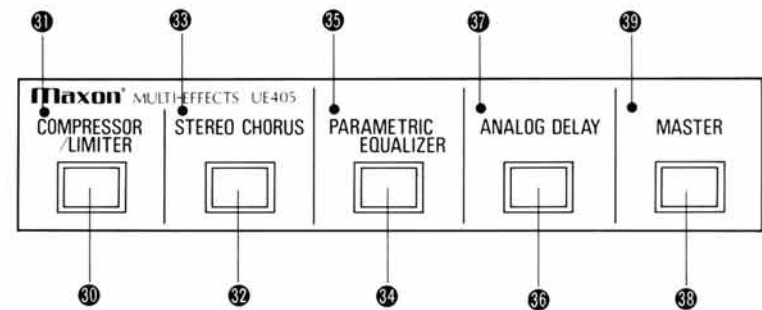 31 33 35 37 39
maxon® MULTI-EFFECTS UE405
COMPRESSOR
/LIMITER
STEREO CHORUS
PARAMETRIC
EQUALIZER
ANALOG DELAY
MASTER
30 32 34 36 38